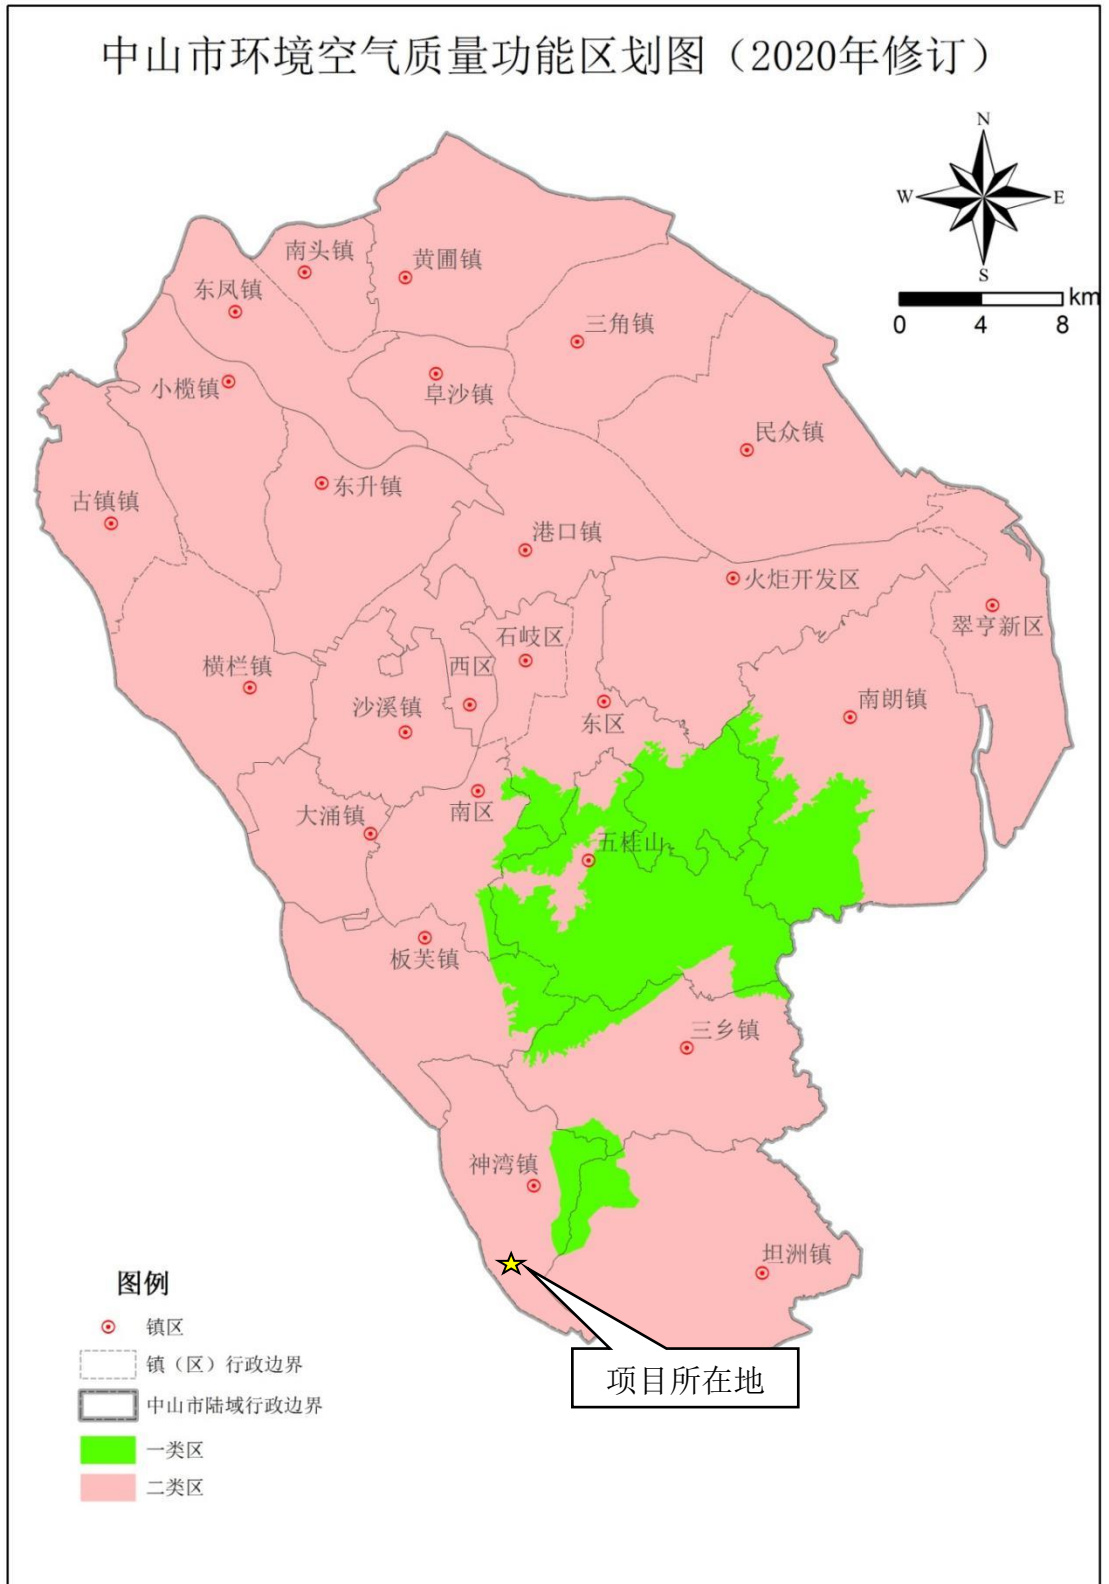 中山市环境空气质量功能区划图（2020年修订）
N
W
E
S
km
0
4
8
南头镇
黄圃镇
东凤镇
三角镇
小榄镇
阜沙镇
民众镇
东升镇
古镇镇
港口镇
火炬开发区
翠亨新区
石岐区
横栏镇
西区
沙溪镇
东区
南朗镇
南区
大涌镇
五桂山
板芙镇
三乡镇
神湾镇
坦洲镇
项目所在地
图例
镇区
镇（区）行政边界
中山市陆域行政边界
一类区
二类区